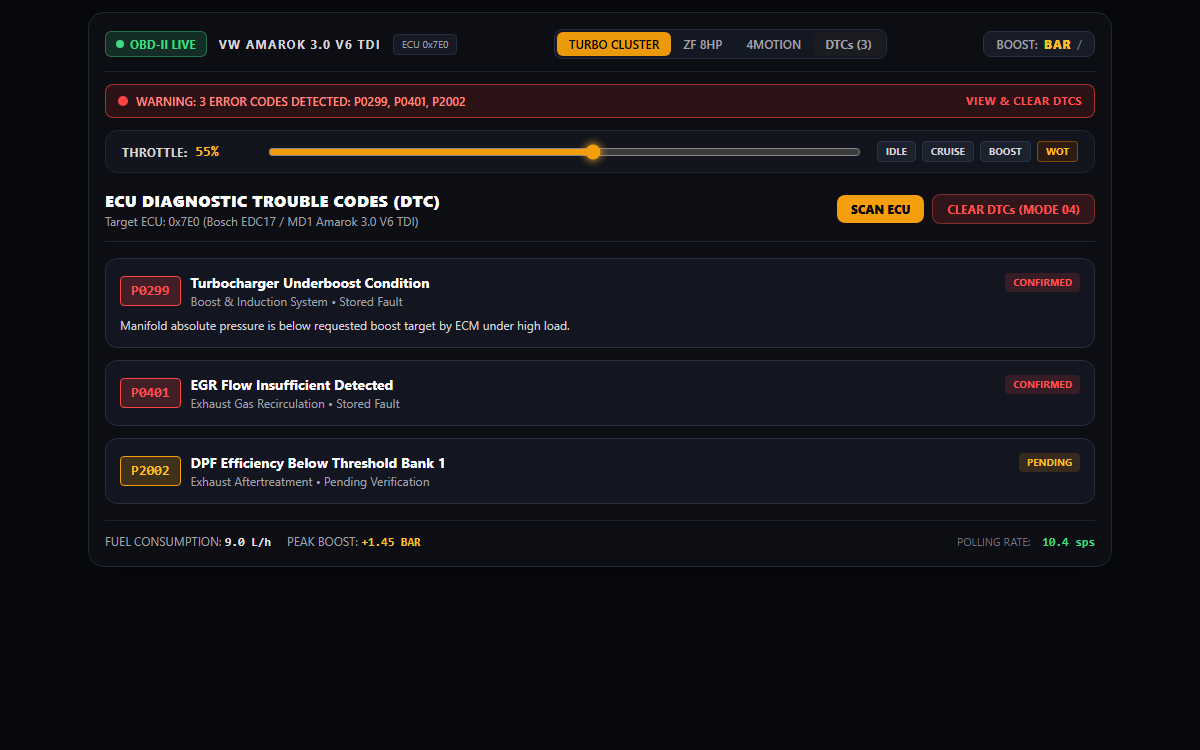 OBD-II LIVE VW AMAROK 3.0 V6 TDI ECU 0x7E0 TURBO CLUSTER ZF 8HP 4MOTION DTCs (3) BOOST: BAR /
WARNING: 3 ERROR CODES DETECTED: P0299, P0401, P2002 VIEW & CLEAR DTCS
THROTTLE: 55% IDLE CRUISE BOOST WOT
ECU DIAGNOSTIC TROUBLE CODES (DTC)
Target ECU: 0x7E0 (Bosch EDC17 / MD1 Amarok 3.0 V6 TDI)
SCAN ECU CLEAR DTCs (MODE 04)
P0299 Turbocharger Underboost Condition CONFIRMED
Boost & Induction System • Stored Fault
Manifold absolute pressure is below requested boost target by ECM under high load.
P0401 EGR Flow Insufficient Detected CONFIRMED
Exhaust Gas Recirculation • Stored Fault
P2002 DPF Efficiency Below Threshold Bank 1 PENDING
Exhaust Aftertreatment • Pending Verification
FUEL CONSUMPTION: 9.0 L/h PEAK BOOST: +1.45 BAR POLLING RATE: 10.4 sps